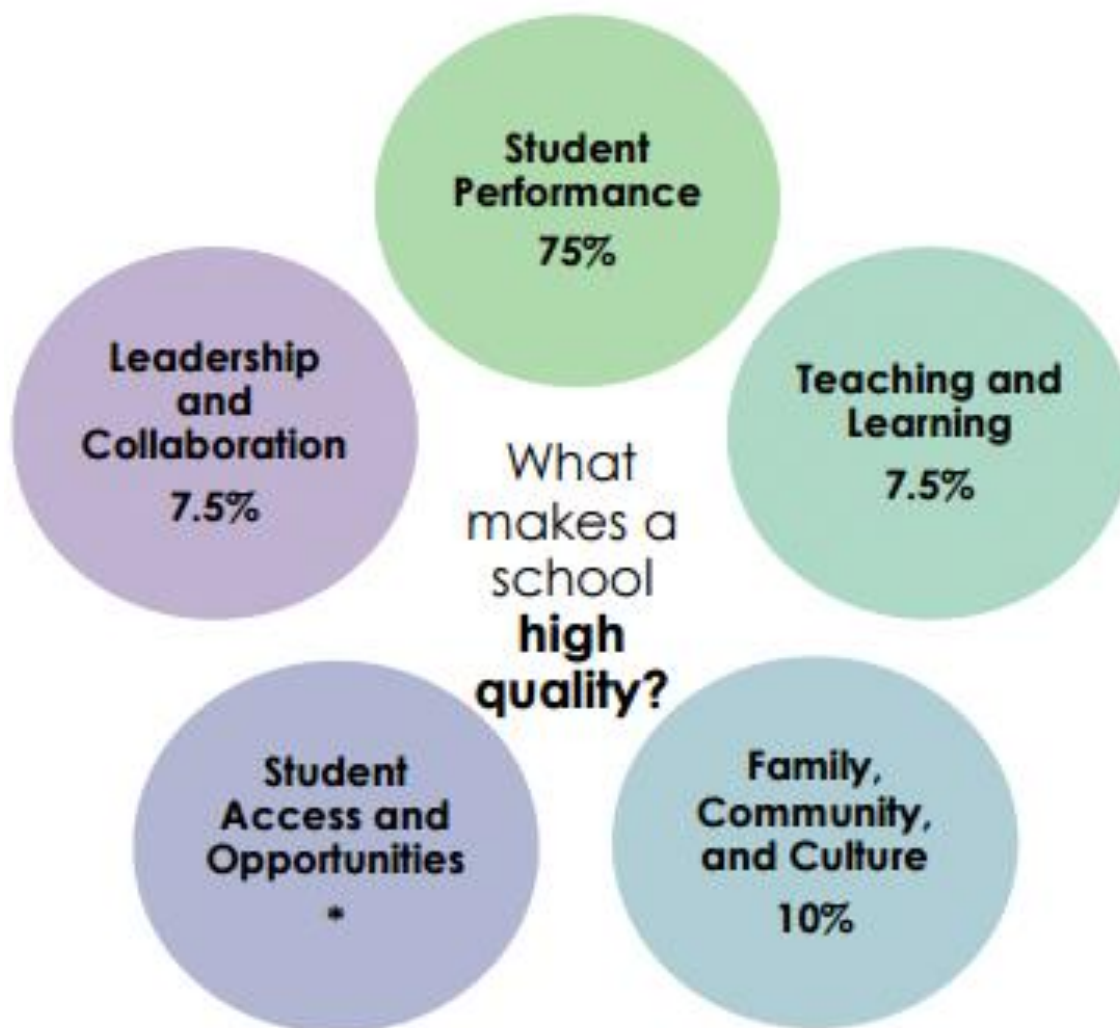 Student
Performance
75%
Leadership
and
Collaboration
7.5%
Teaching and
Learning
7.5%
What
makes a
school
high
quality?
Student
Access and
Opportunities
*
Family,
Community,
and Culture
10%